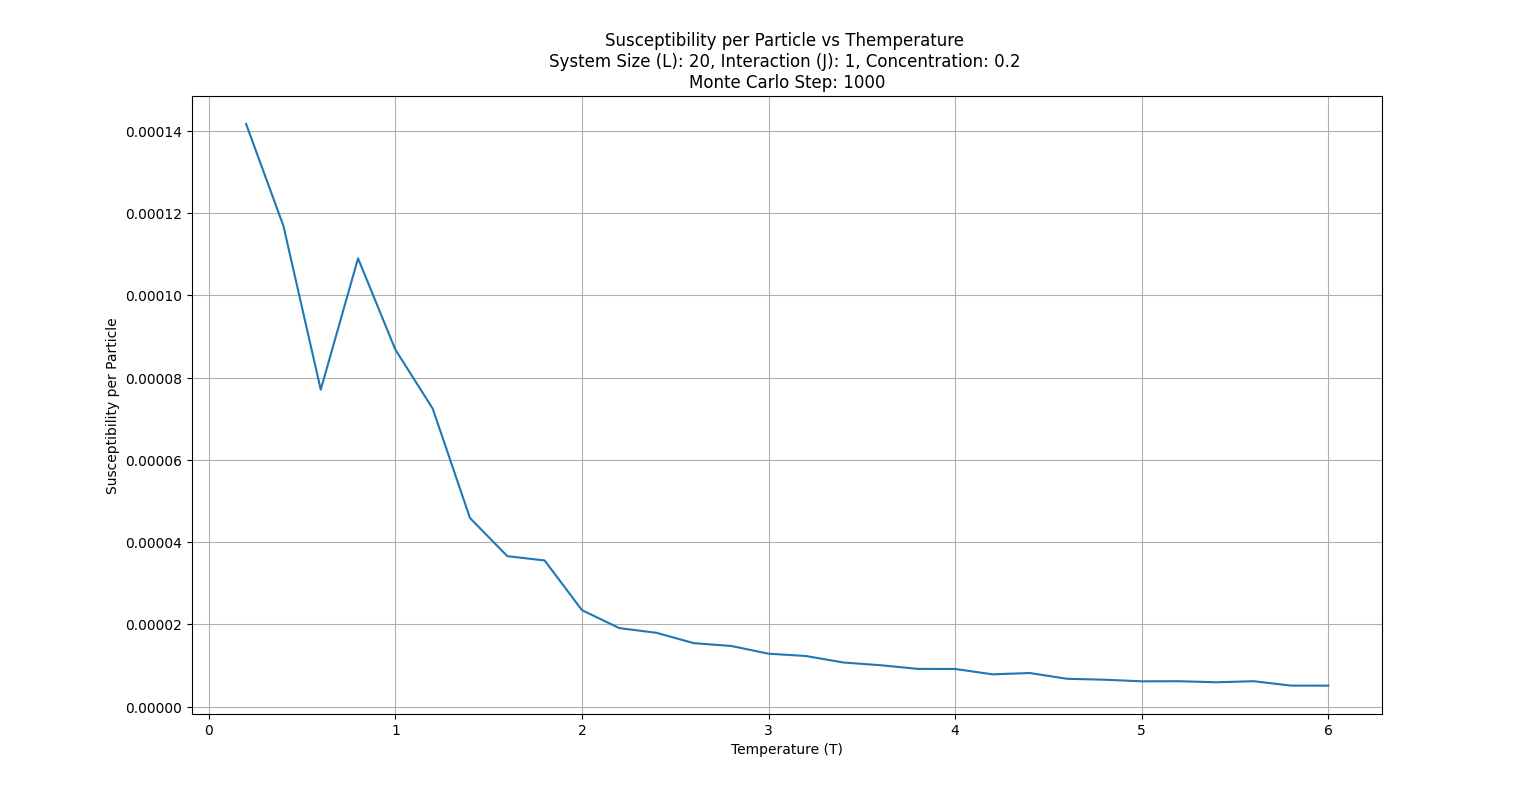 Susceptibility per Particle vs Themperature
System Size (L): 20, Interaction (J): 1, Concentration: 0.2
Monte Carlo Step: 1000
Susceptibility per Particle
0.00014
0.00012
0.00010
0.00008
0.00006
0.00004
0.00002
0.00000
0 1 2 3 4 5 6
Temperature (T)